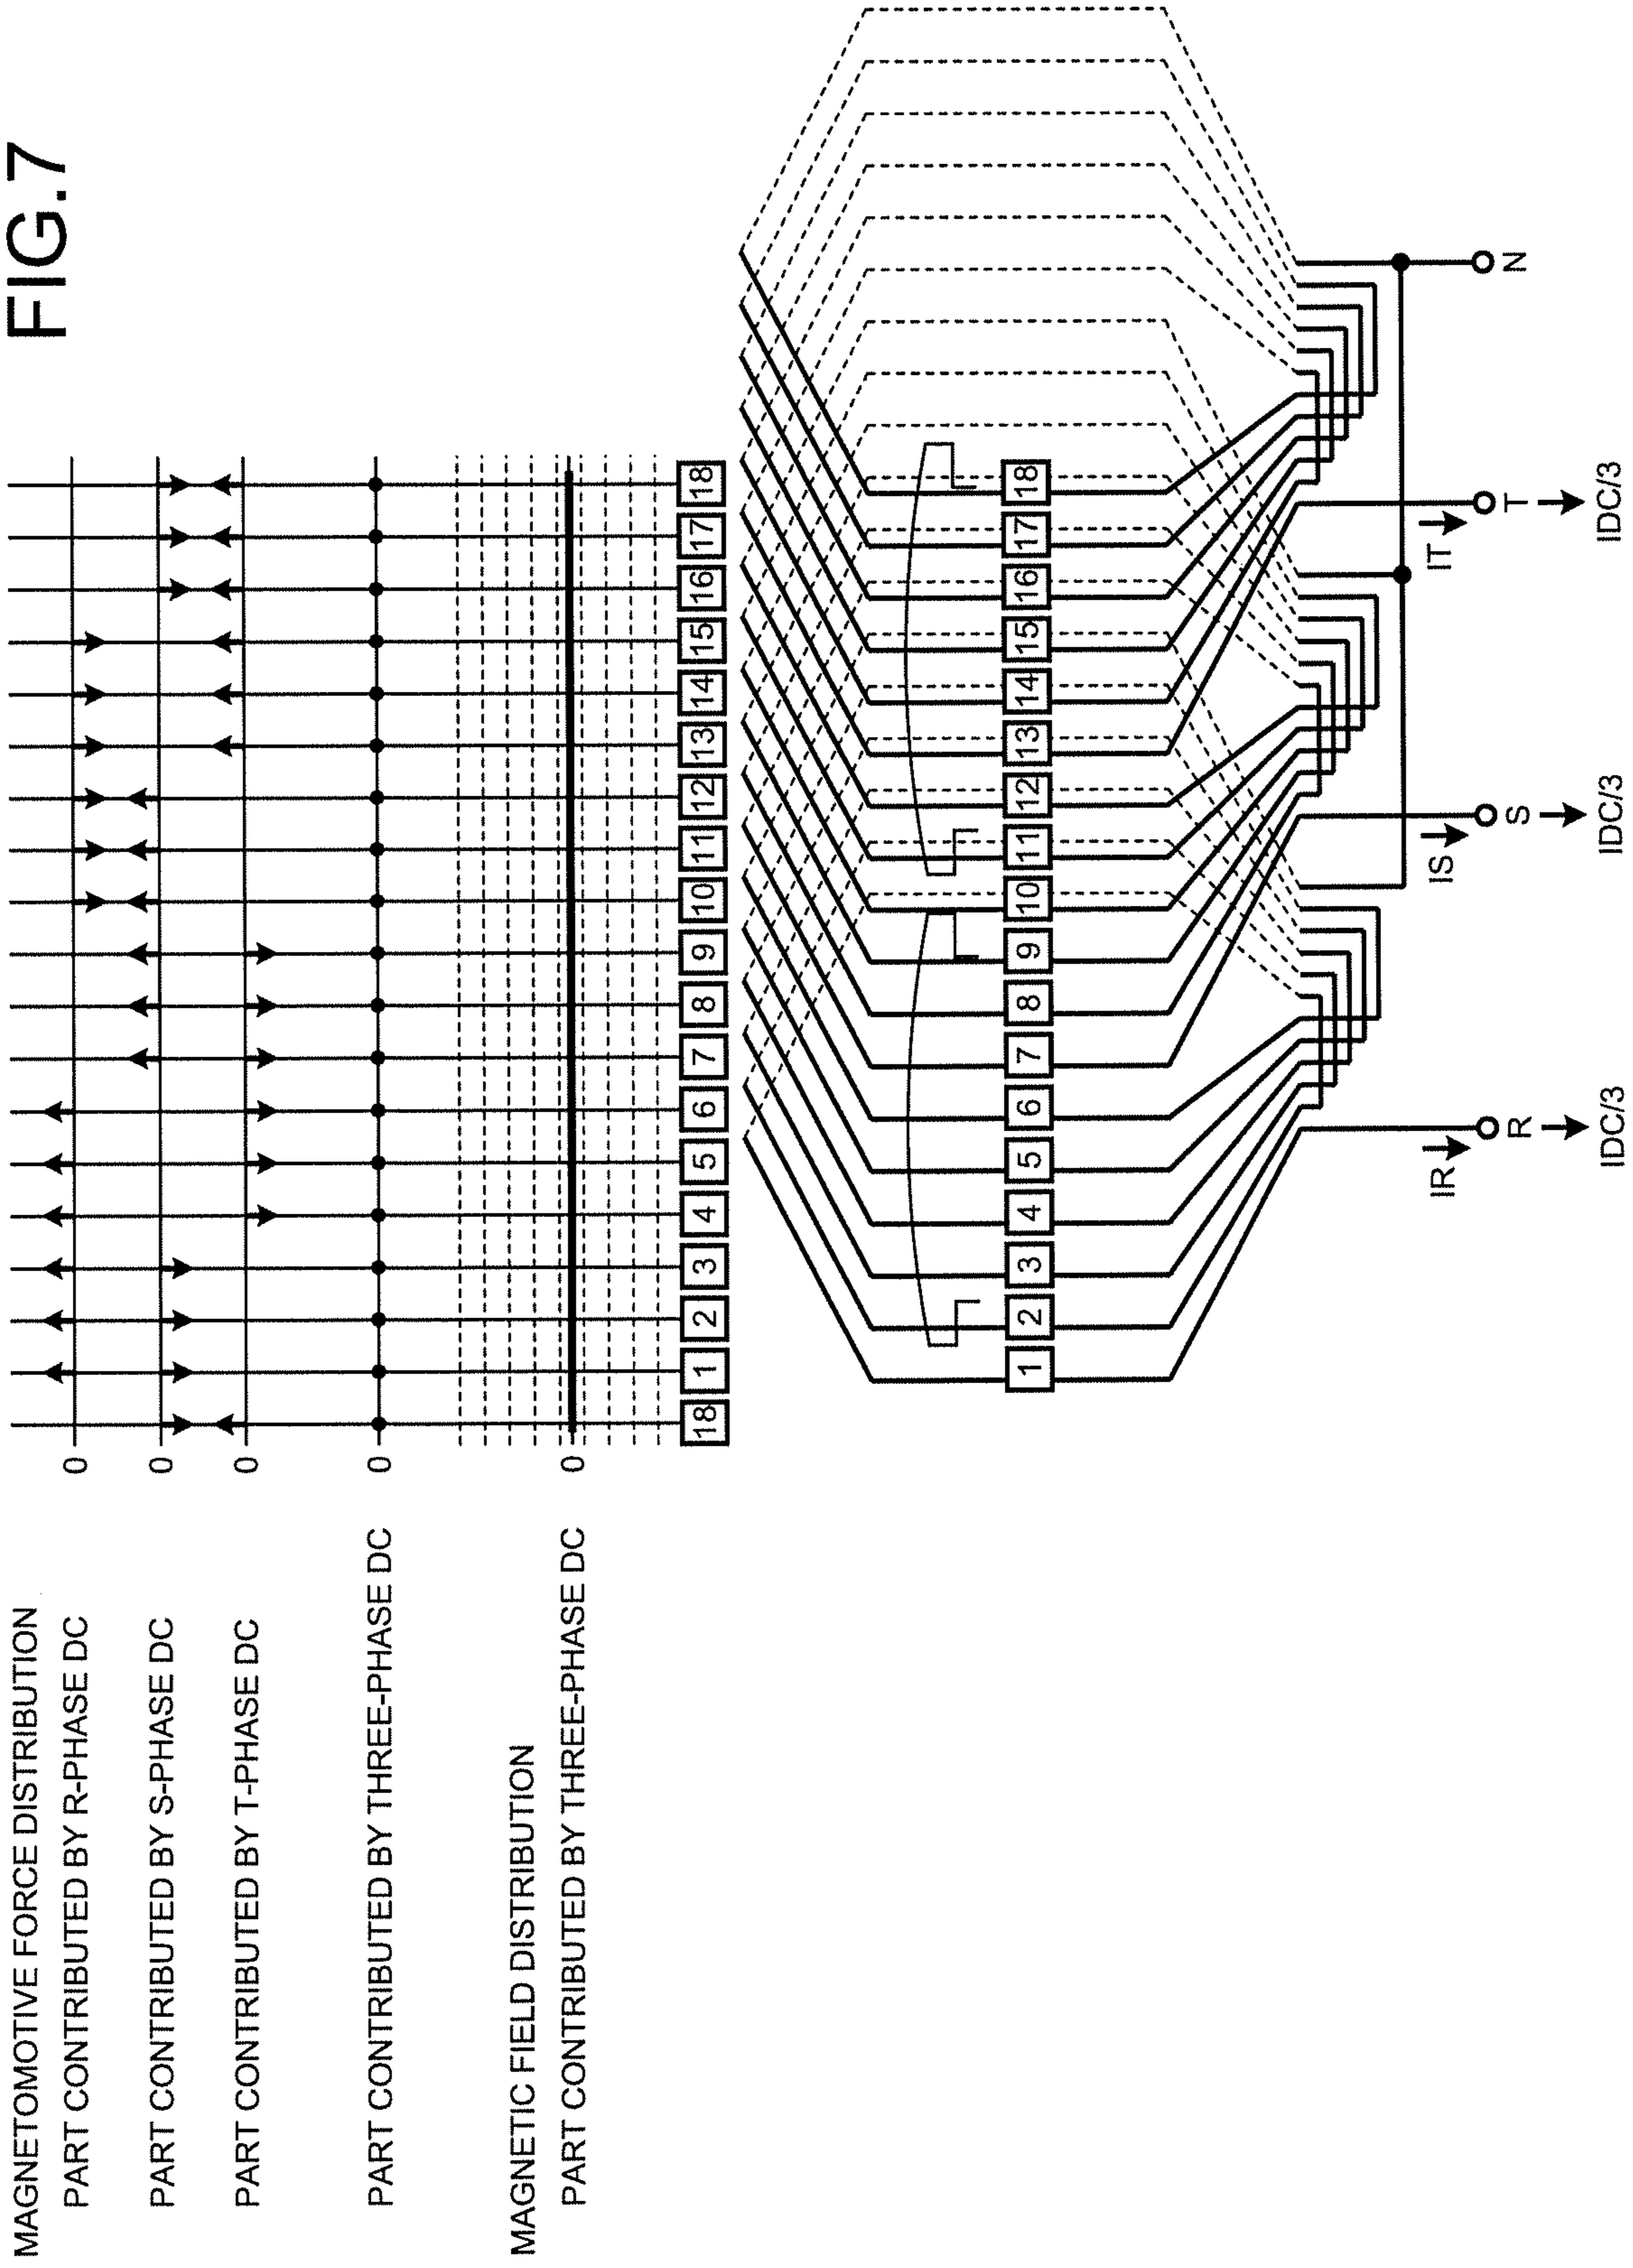 FIG.7
MAGNETOMOTIVE FORCE DISTRIBUTION
PART CONTRIBUTED BY R-PHASE DC 0
PART CONTRIBUTED BY S-PHASE DC 0
PART CONTRIBUTED BY T-PHASE DC 0
PART CONTRIBUTED BY THREE-PHASE DC 0
MAGNETIC FIELD DISTRIBUTION
PART CONTRIBUTED BY THREE-PHASE DC 0
18 1 2 3 4 5 6 7 8 9 10 11 12 13 14 15 16 17 18
1 2 3 4 5 6 7 8 9 10 11 12 13 14 15 16 17 18
IR IS IT
R S T N
IDC/3 IDC/3 IDC/3